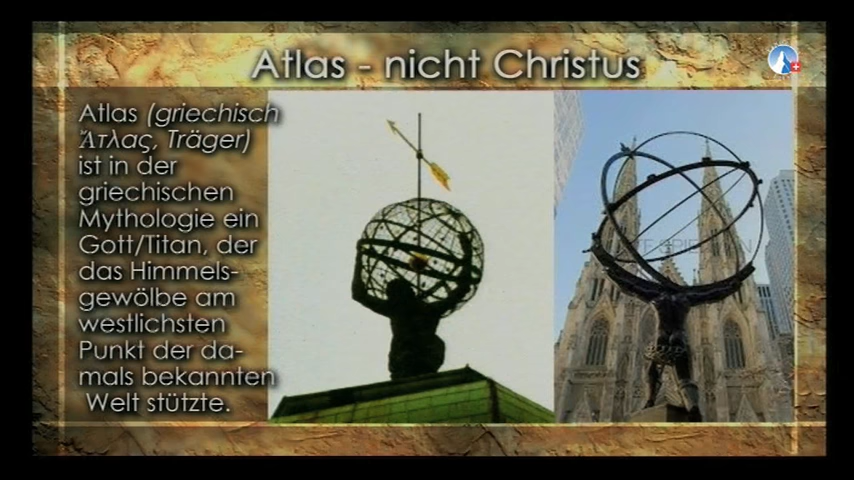 Atlas - nicht Christus
Atlas (griechisch
Ἄτλας, Träger)
ist in der
griechischen
Mythologie ein
Gott/Titan, der
das Himmels-
gewölbe am
westlichsten
Punkt der da-
mals bekannten
Welt stützte.